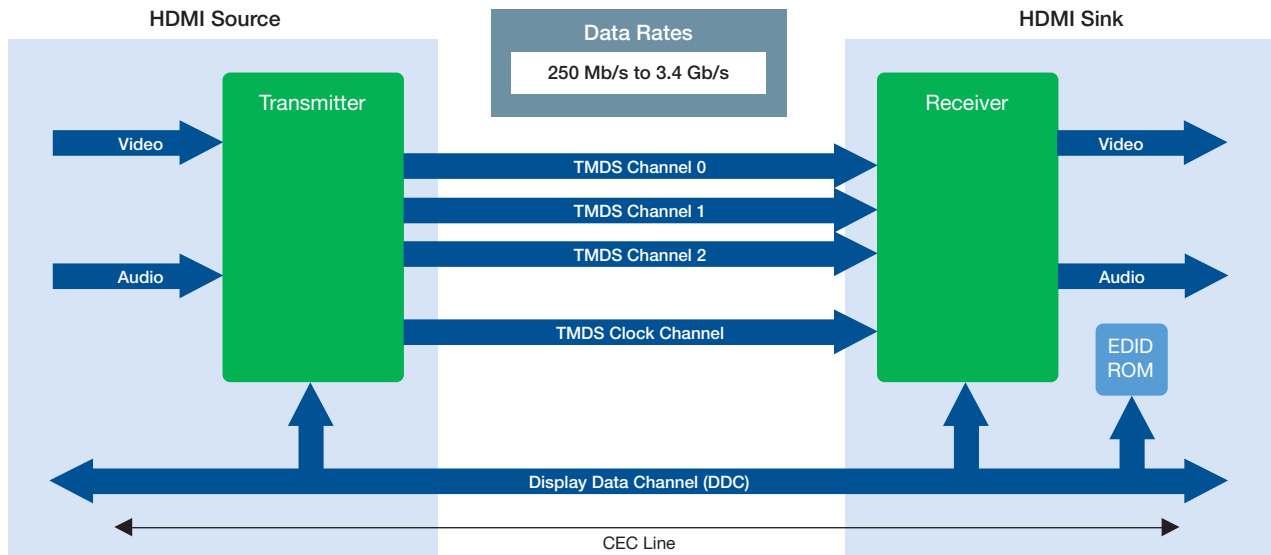 HDMI Source
HDMI Sink
Data Rates
250 Mb/s to 3.4 Gb/s
Transmitter
Receiver
Video
Video
TMDS Channel 0
TMDS Channel 1
TMDS Channel 2
Audio
Audio
TMDS Clock Channel
EDID
ROM
Display Data Channel (DDC)
CEC Line